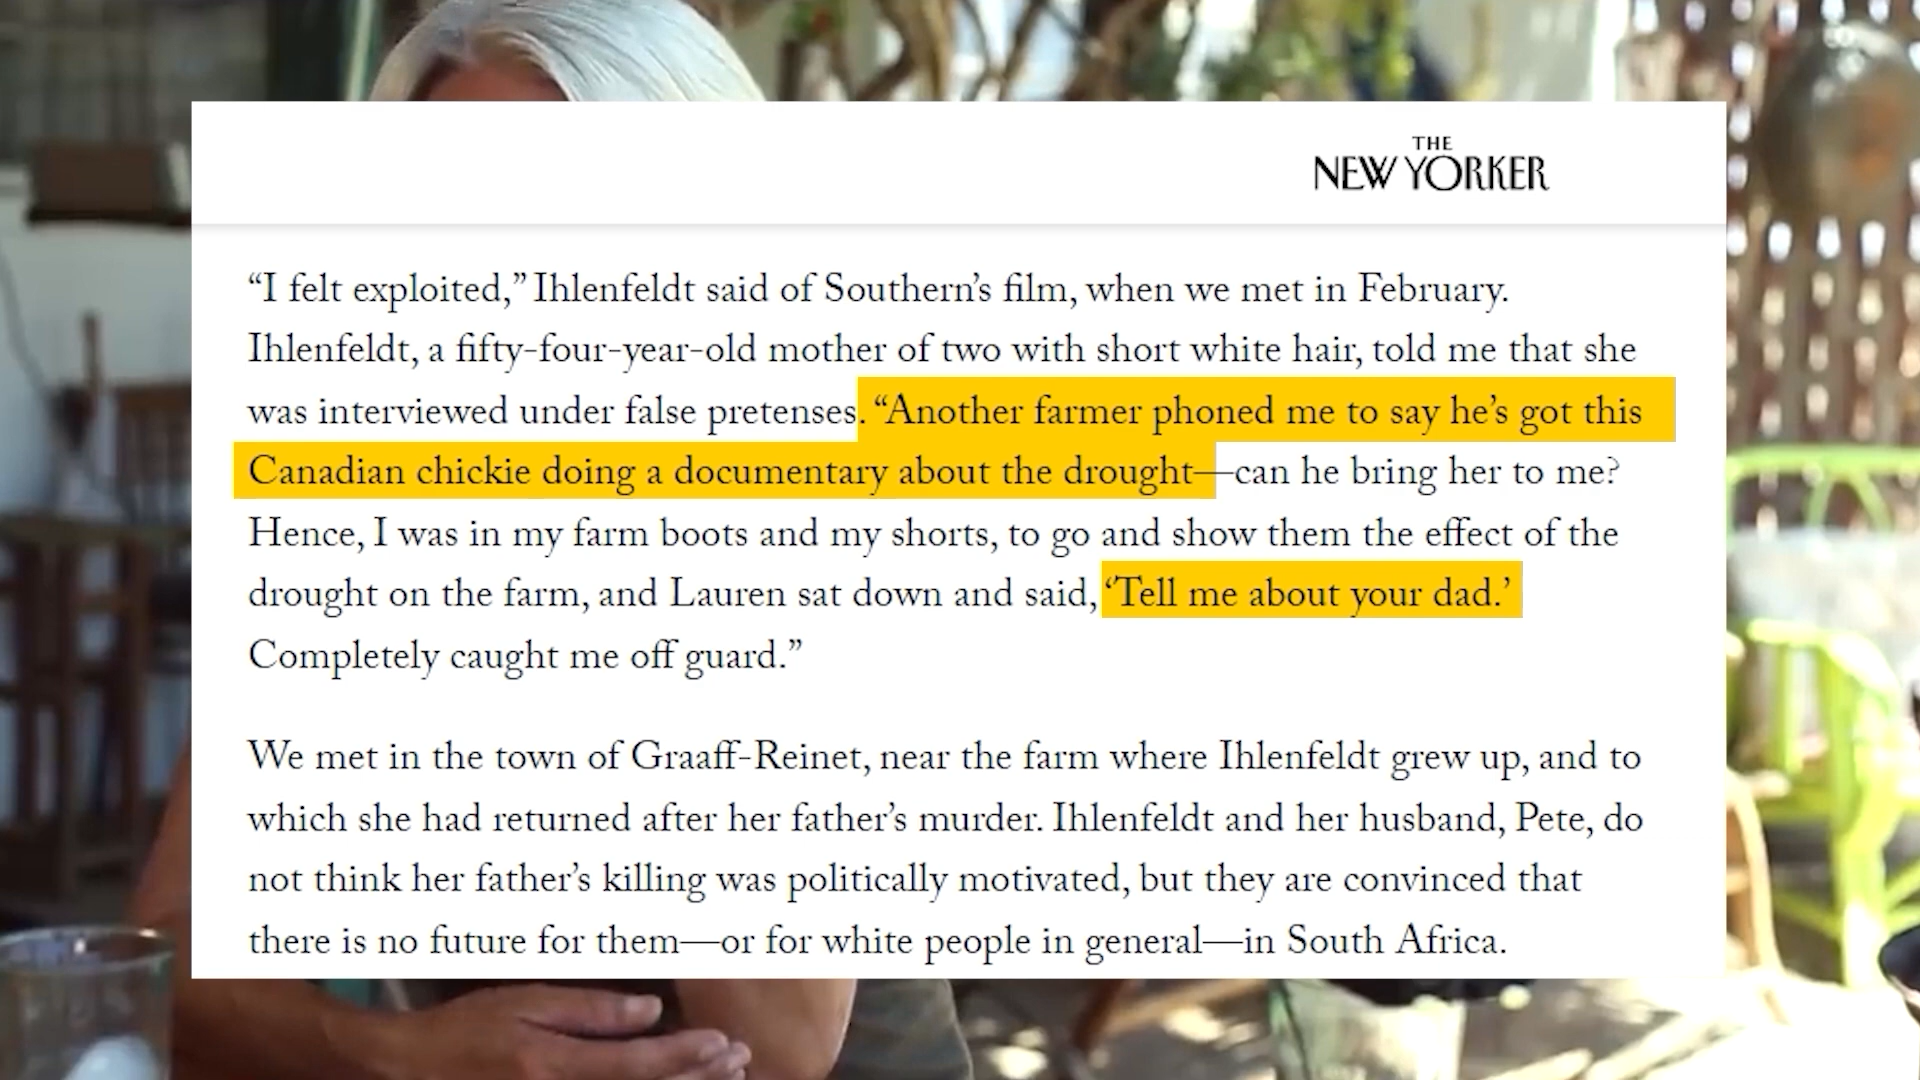 THE
NEW YORKER
“I felt exploited,” Ihlenfeldt said of Southern’s film, when we met in February.
Ihlenfeldt, a fifty-four-year-old mother of two with short white hair, told me that she
was interviewed under false pretenses. “Another farmer phoned me to say he’s got this
Canadian chickie doing a documentary about the drought—can he bring her to me?
Hence, I was in my farm boots and my shorts, to go and show them the effect of the
drought on the farm, and Lauren sat down and said, ‘Tell me about your dad.’
Completely caught me off guard.”
We met in the town of Graaff-Reinet, near the farm where Ihlenfeldt grew up, and to
which she had returned after her father’s murder. Ihlenfeldt and her husband, Pete, do
not think her father’s killing was politically motivated, but they are convinced that
there is no future for them—or for white people in general—in South Africa.